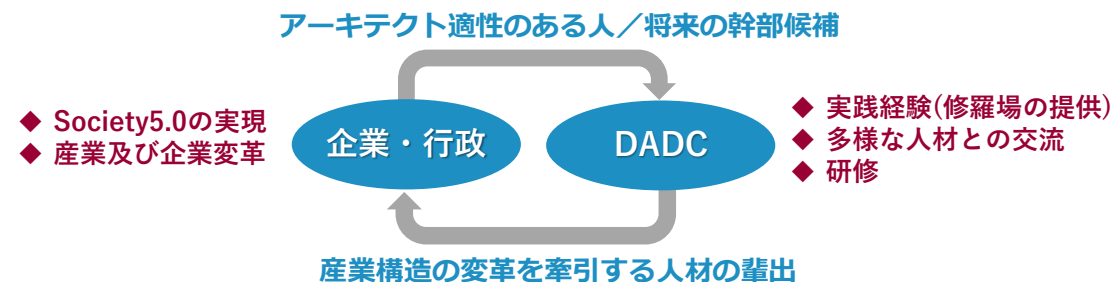 アーキテクト適性のある人／将来の幹部候補
◆ Society5.0の実現
◆ 産業及び企業変革
企業・行政
DADC
◆ 実践経験(修羅場の提供)
◆ 多様な人材との交流
◆ 研修
産業構造の変革を牽引する人材の輩出